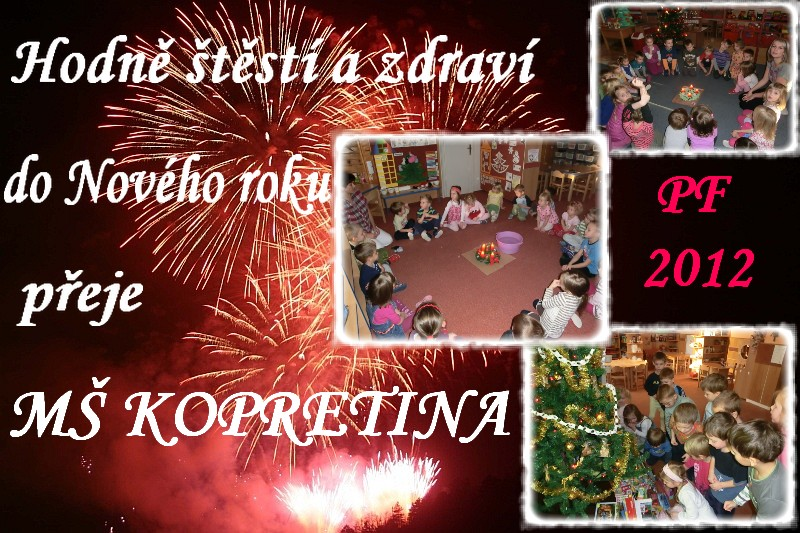 Hodně štěstí a zdraví
do Nového roku
přeje
MŠ KOPRETINA
PF
2012